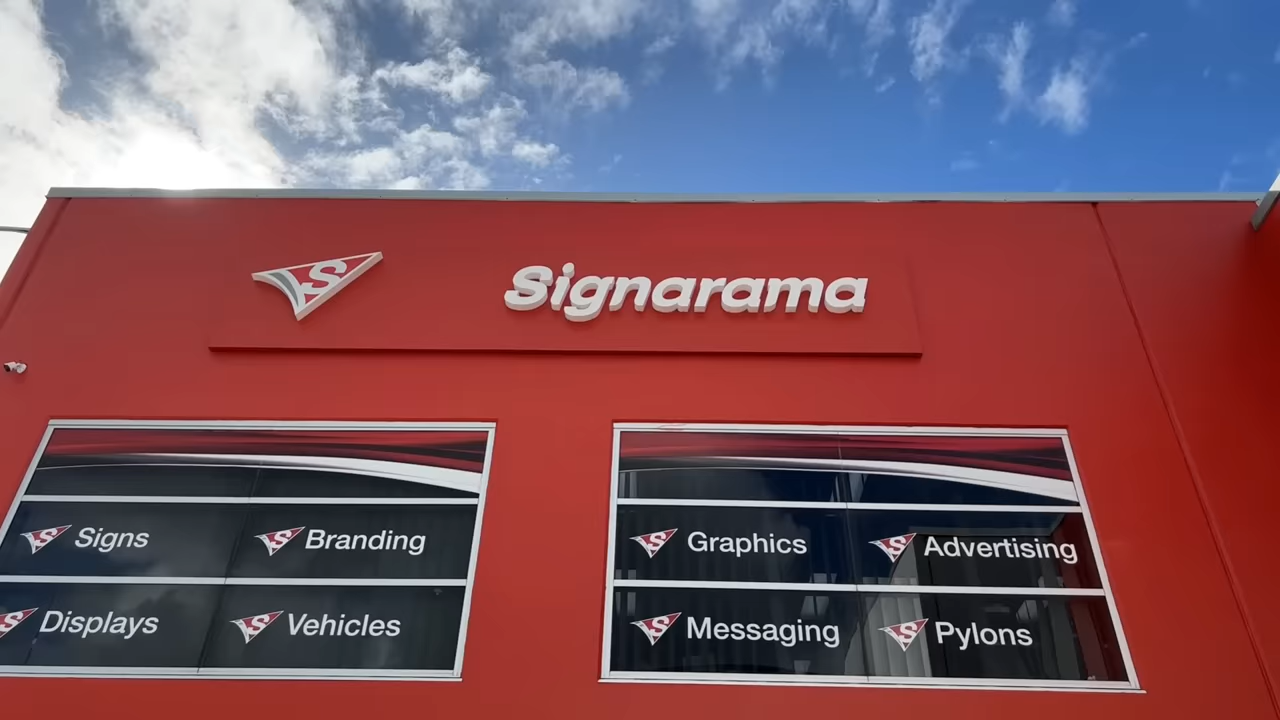 S Signarama
S Signs
S Branding
S Displays
S Vehicles
S Graphics
S Advertising
S Messaging
S Pylons